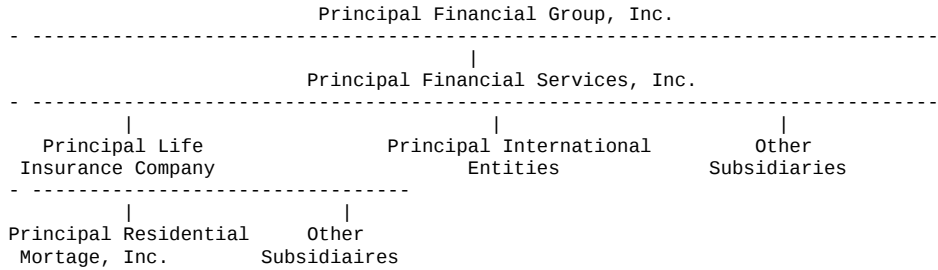 Principal Financial Group, Inc.
- ------------------------------------------------------------------------------
|
Principal Financial Services, Inc.
- ------------------------------------------------------------------------------
| | |
Principal Life Principal International Other
Insurance Company Entities Subsidiaries
- ---------------------------------
| |
Principal Residential Other
Mortage, Inc. Subsidiaires